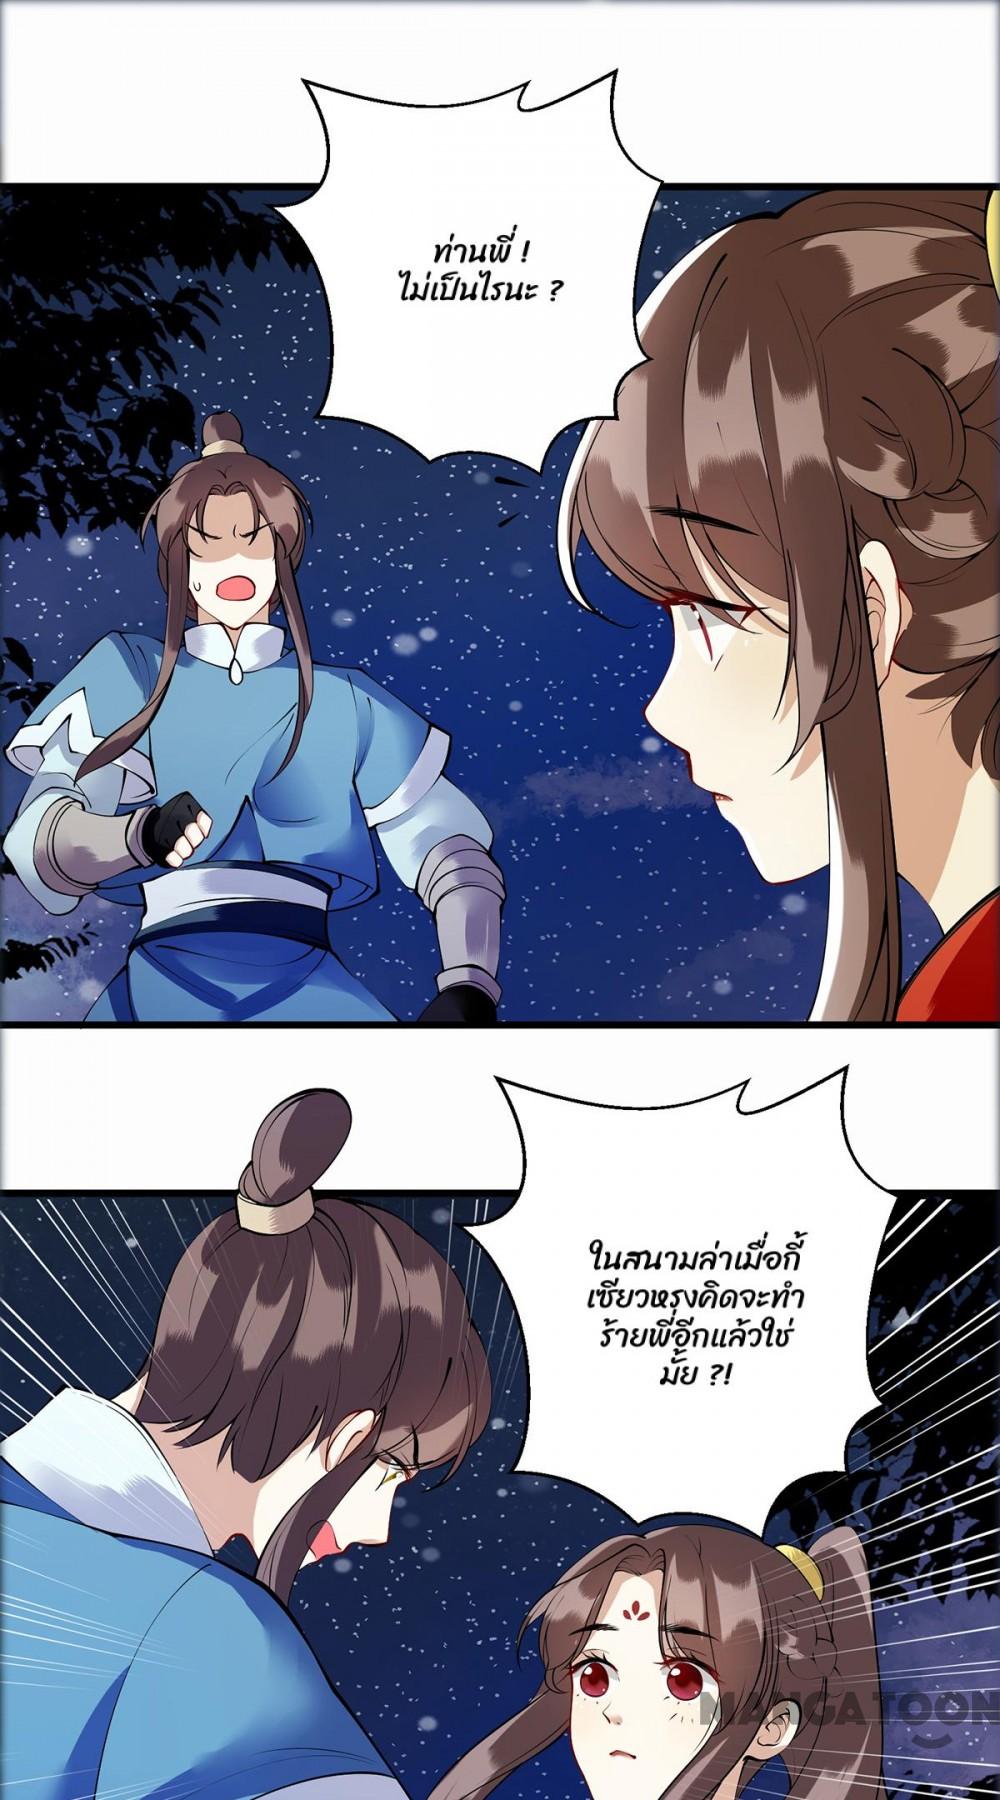 ท่านพี่ !
ไม่เป็นไรนะ ?
ในสนามล่าเมื่อกี้
เซียวหรงคิดจะทำ
ร้ายพี่อีกแล้วใช่
มั้ย ?!
MANGATOON